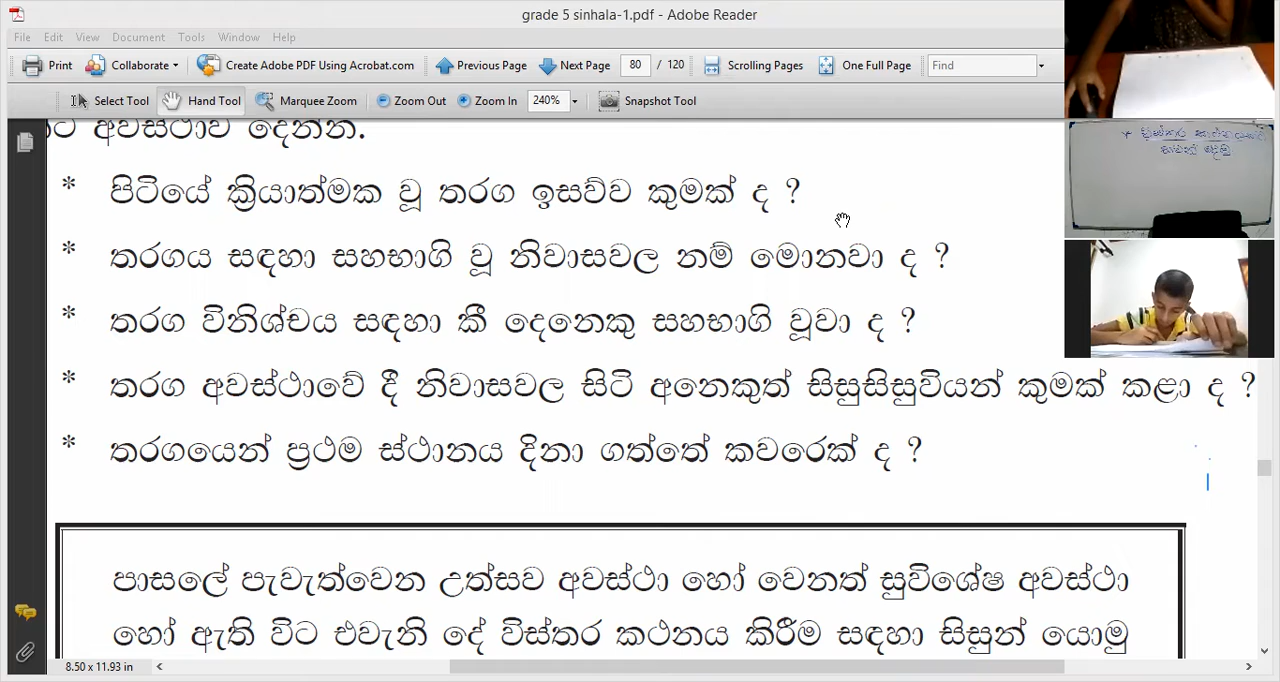 grade 5 sinhala-1.pdf - Adobe Reader
File Edit View Document Tools Window Help
Print Collaborate Create Adobe PDF Using Acrobat.com Previous Page Next Page 80 / 120 Scrolling Pages One Full Page Find
Select Tool Hand Tool Marquee Zoom Zoom Out Zoom In 240% Snapshot Tool
අවස්ථාව දෙන්න.
* පිටියේ ක්‍රියාත්මක වූ තරග ඉසව්ව කුමක් ද ?
* තරගය සඳහා සහභාගි වූ නිවාසවල නම් මොනවා ද ?
* තරග විනිශ්චය සඳහා කී දෙනෙකු සහභාගි වූවා ද ?
* තරග අවස්ථාවේ දී නිවාසවල සිටි අනෙකුත් සිසුසිසුවියන් කුමක් කළා ද ?
* තරගයෙන් ප්‍රථම ස්ථානය දිනා ගත්තේ කවරෙක් ද ?
පාසලේ පැවැත්වෙන උත්සව අවස්ථා හෝ වෙනත් සුවිශේෂ අවස්ථා
හෝ ඇති විට එවැනි දේ විස්තර කථනය කිරීම සඳහා සිසුන් යොමු
8.50 x 11.93 in